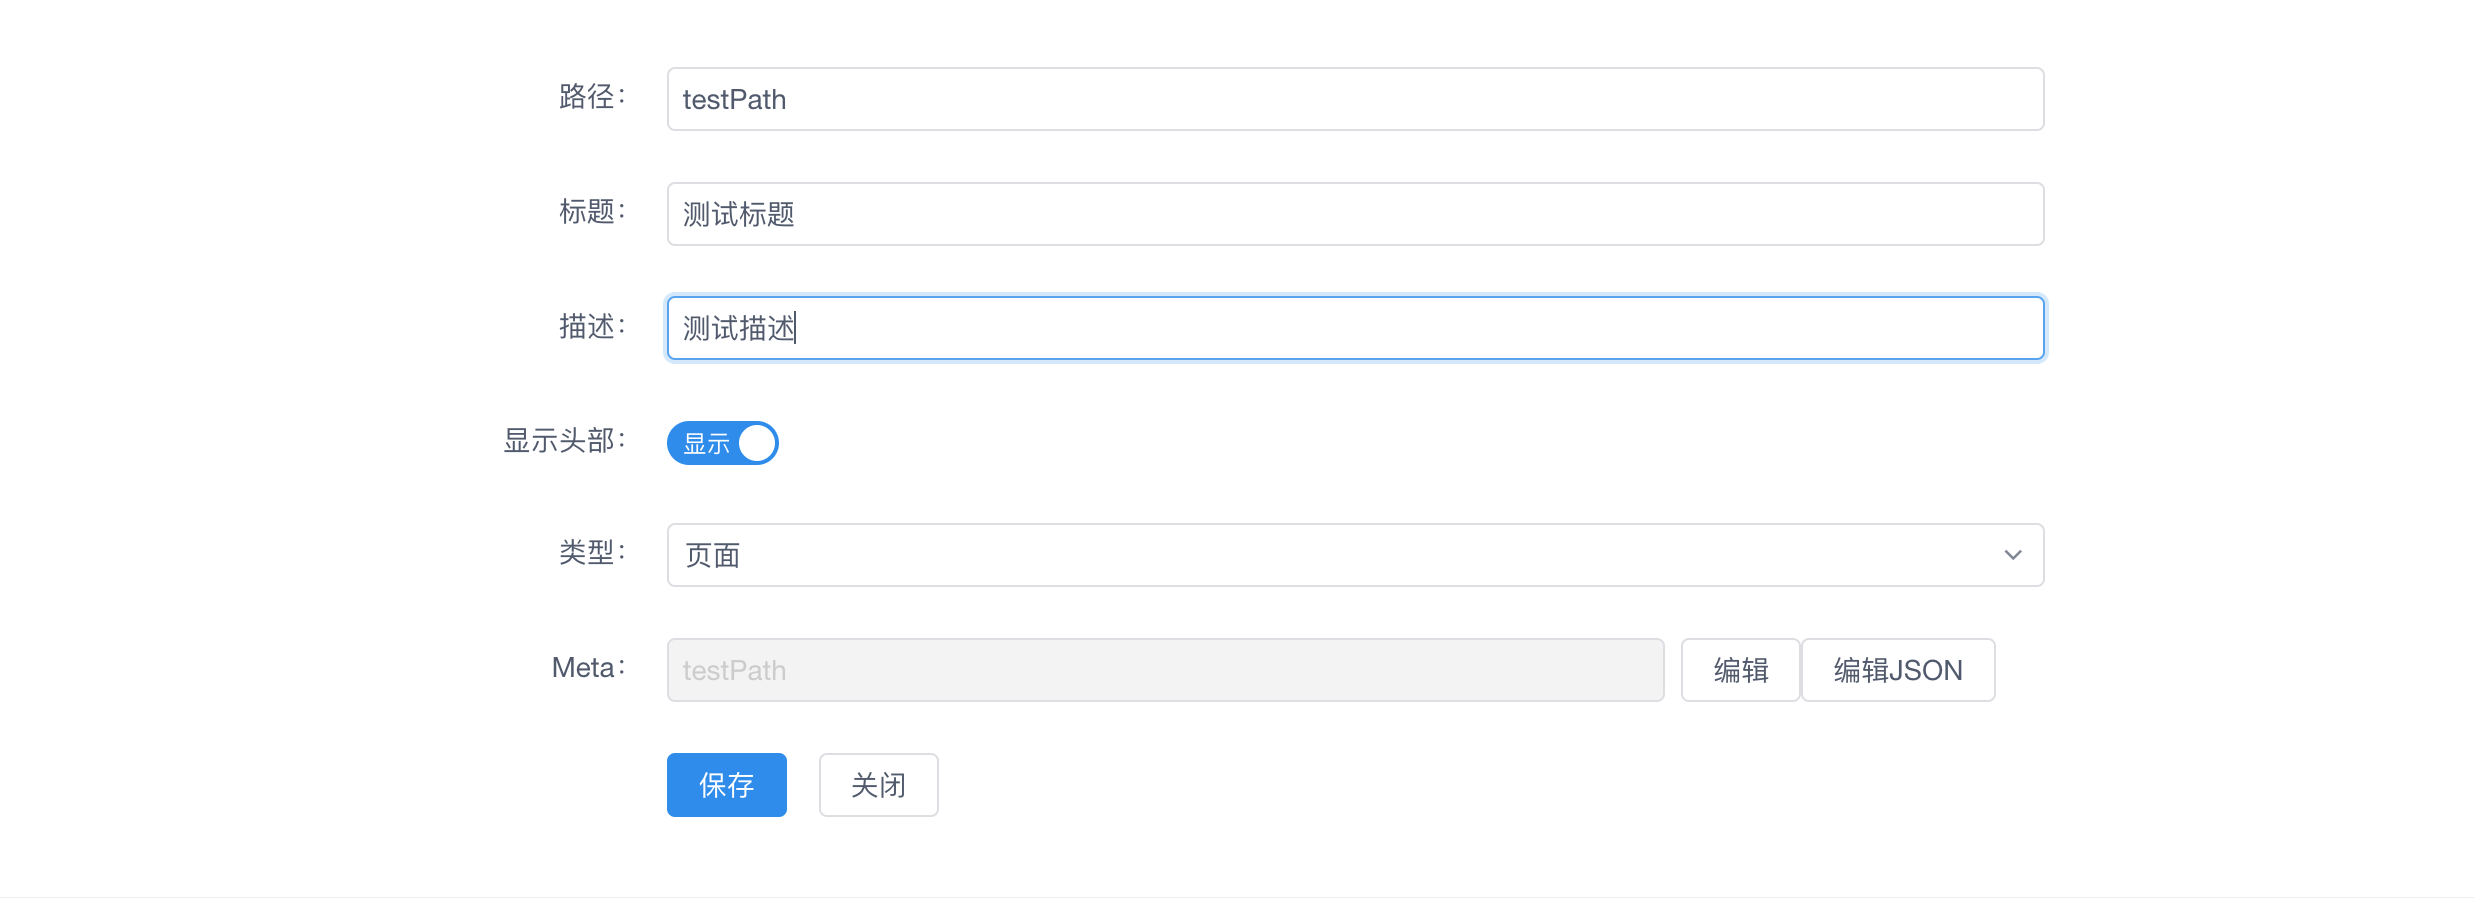 路径： testPath
标题： 测试标题
描述： 测试描述
显示头部： 显示
类型： 页面
Meta： testPath 编辑 编辑JSON
保存 关闭